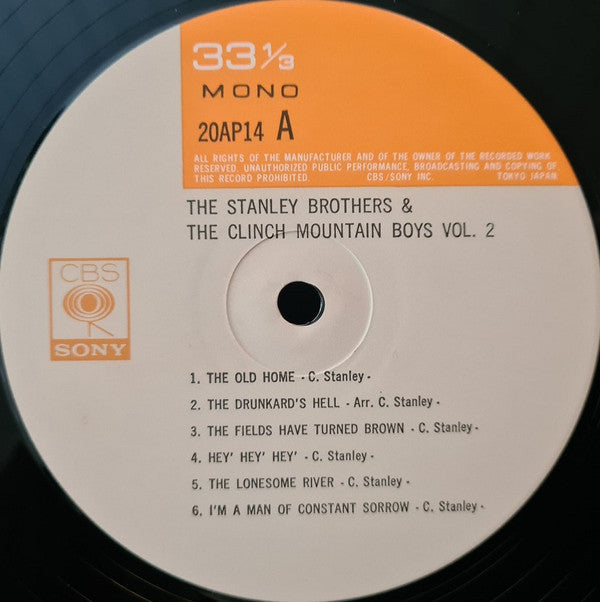 33 1/3
MONO
20AP14 A
ALL RIGHTS OF THE MANUFACTURER AND OF THE OWNER OF THE RECORDED WORK
RESERVED. UNAUTHORIZED PUBLIC PERFORMANCE, BROADCASTING AND COPYING OF
THIS RECORD PROHIBITED. CBS/SONY INC. TOKYO JAPAN
THE STANLEY BROTHERS &
THE CLINCH MOUNTAIN BOYS VOL. 2
CBS
SONY
1. THE OLD HOME - C. Stanley -
2. THE DRUNKARD'S HELL - Arr. C. Stanley -
3. THE FIELDS HAVE TURNED BROWN - C. Stanley -
4. HEY' HEY' HEY' - C. Stanley -
5. THE LONESOME RIVER - C. Stanley -
6. I'M A MAN OF CONSTANT SORROW - C. Stanley -